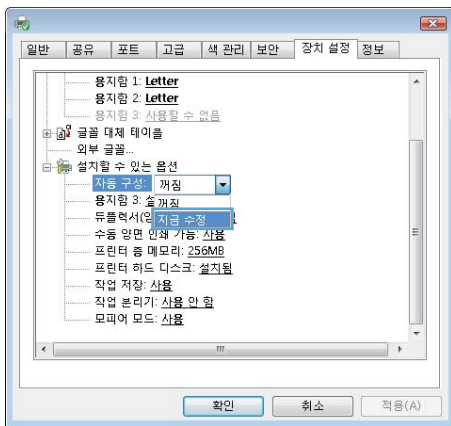 일반 공유 포트 고급 색 관리 보안 장치 설정 정보
용지함 1: Letter
용지함 2: Letter
용지함 3: 사용할 수 없음
글꼴 대체 테이블
외부 글꼴...
설치할 수 있는 옵션
자동 구성: 꺼짐
용지함 3: 꺼짐
듀플렉서( 지금 수정
수동 양면 인쇄 가능: 사용
프린터 중 메모리: 256MB
프린터 하드 디스크: 설치됨
작업 저장: 사용
작업 분리기: 사용 안 함
모피어 모드: 사용
확인 취소 적용(A)